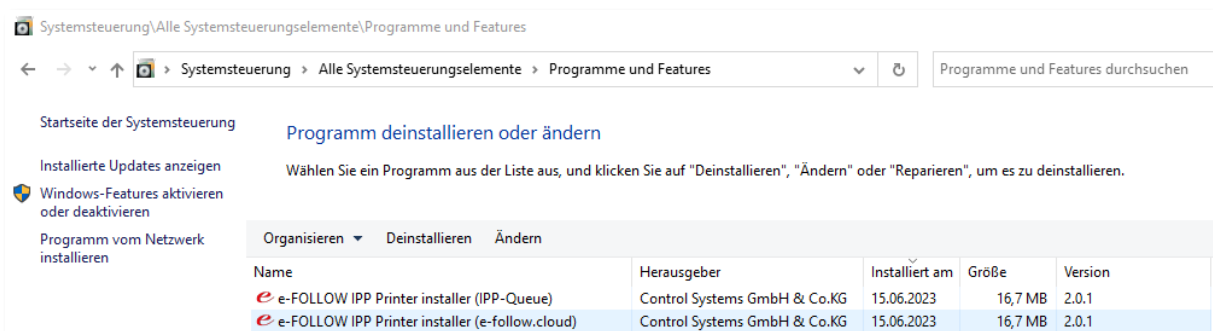 Systemsteuerung\Alle Systemsteuerungselemente\Programme und Features
Systemsteuerung > Alle Systemsteuerungselemente > Programme und Features
Programme und Features durchsuchen
Startseite der Systemsteuerung
Installierte Updates anzeigen
Windows-Features aktivieren
oder deaktivieren
Programm vom Netzwerk
installieren
Programm deinstallieren oder ändern
Wählen Sie ein Programm aus der Liste aus, und klicken Sie auf "Deinstallieren", "Ändern" oder "Reparieren", um es zu deinstallieren.
Organisieren Deinstallieren Ändern
Name Herausgeber Installiert am Größe Version
e-FOLLOW IPP Printer installer (IPP-Queue) Control Systems GmbH & Co.KG 15.06.2023 16,7 MB 2.0.1
e-FOLLOW IPP Printer installer (e-follow.cloud) Control Systems GmbH & Co.KG 15.06.2023 16,7 MB 2.0.1